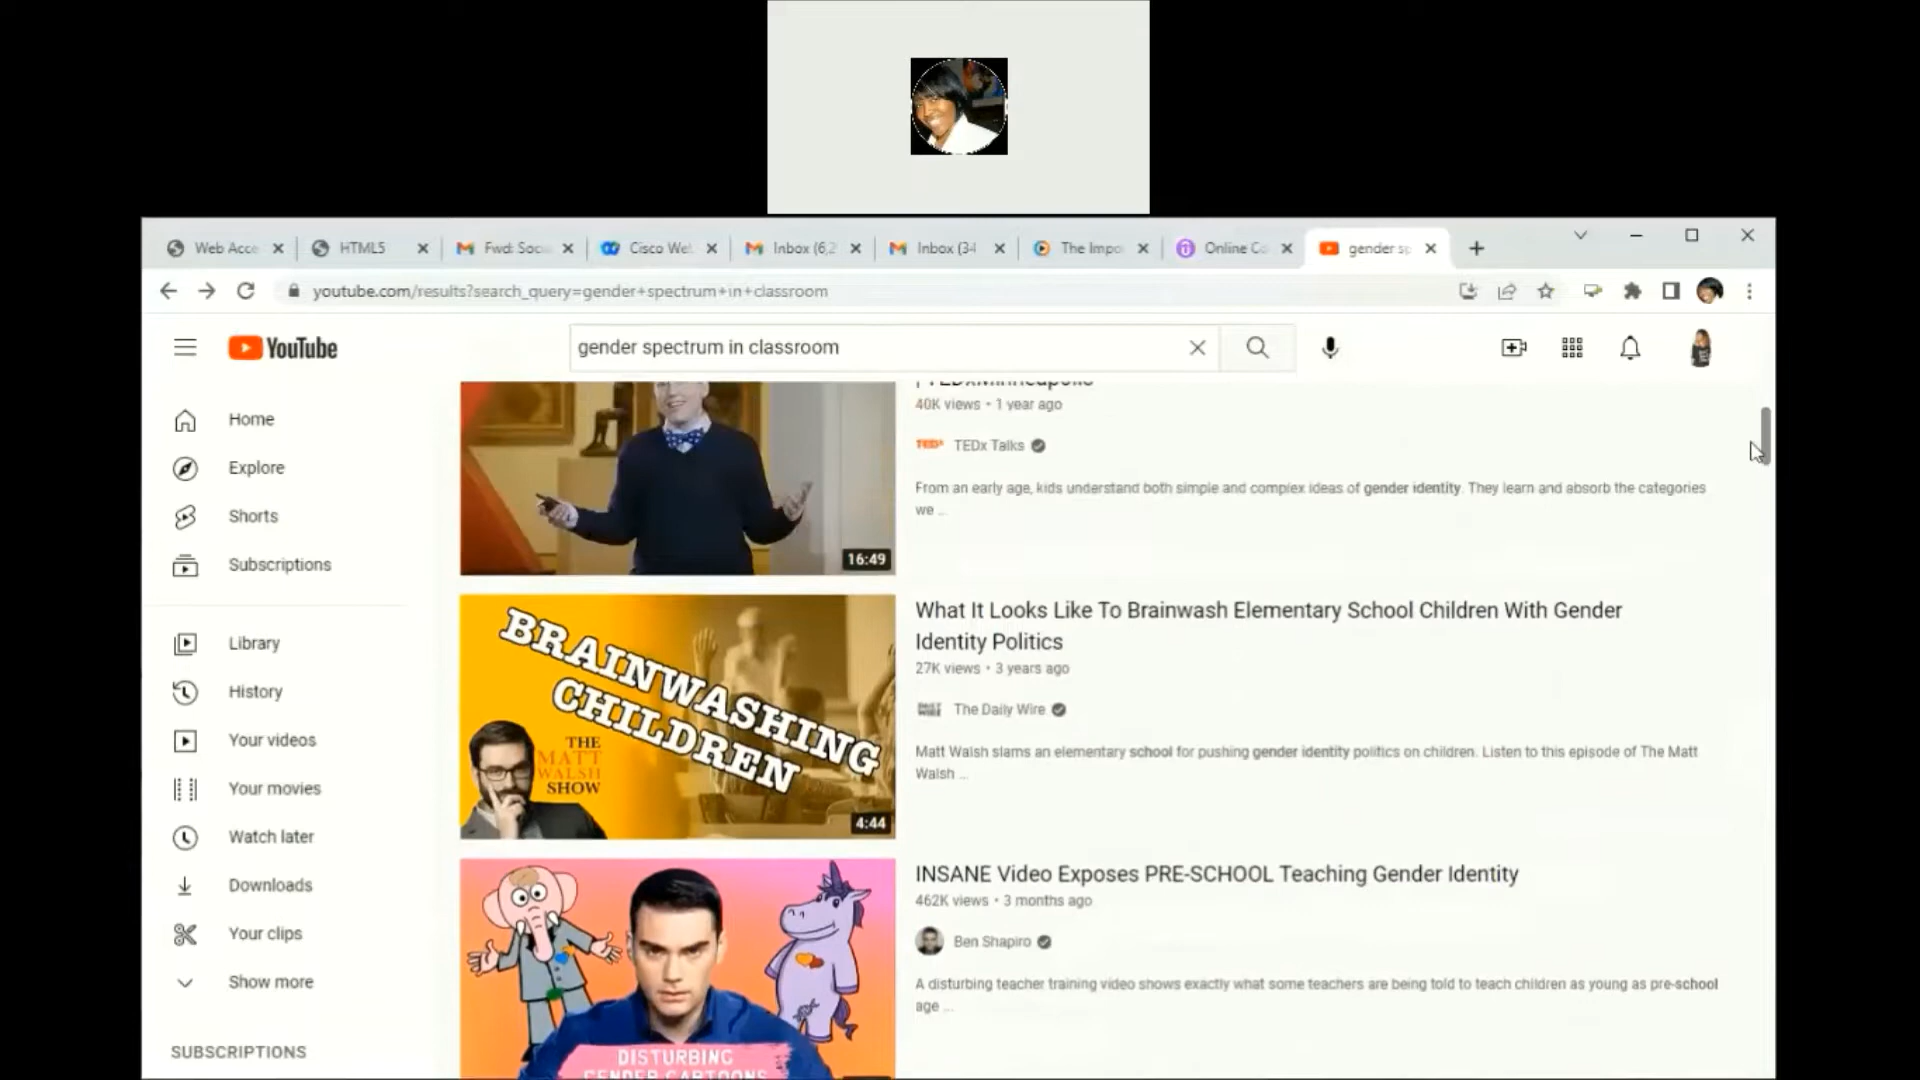 Web Acce
HTML5
Fwd: Soci
Cisco We
Inbox (6,2
Inbox (34
The Impo
Online Co
gender sp
youtube.com/results?search_query=gender+spectrum+in+classroom
YouTube
gender spectrum in classroom
Home
Explore
Shorts
Subscriptions
Library
History
Your videos
Your movies
Watch later
Downloads
Your clips
Show more
SUBSCRIPTIONS
16:49
| TEDxMinneapolis
40K views • 1 year ago
TEDx
TEDx Talks
From an early age, kids understand both simple and complex ideas of gender identity. They learn and absorb the categories
we ...
BRAINWASHING
CHILDREN
THE
MATT
WALSH
SHOW
4:44
What It Looks Like To Brainwash Elementary School Children With Gender
Identity Politics
27K views • 3 years ago
The Daily Wire
Matt Walsh slams an elementary school for pushing gender identity politics on children. Listen to this episode of The Matt
Walsh ...
DISTURBING
GENDER CARTOONS
INSANE Video Exposes PRE-SCHOOL Teaching Gender Identity
462K views • 3 months ago
Ben Shapiro
A disturbing teacher training video shows exactly what some teachers are being told to teach children as young as pre-school
age ...